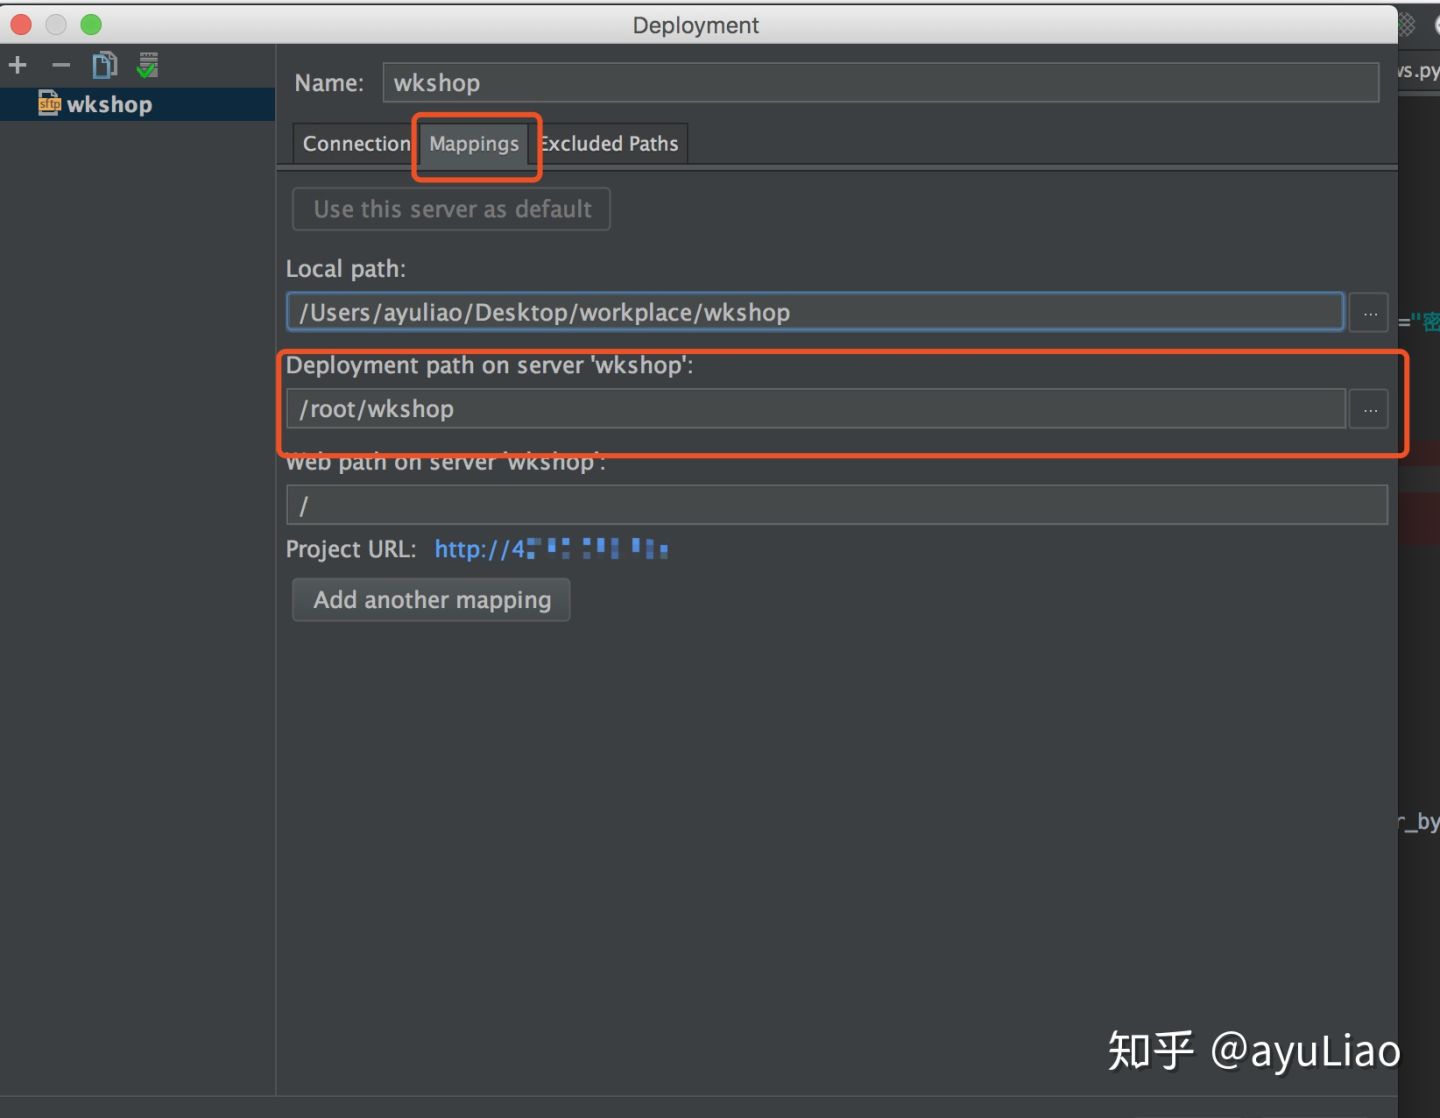 Deployment
ws.py
sftp wkshop
Name: wkshop
Connection Mappings Excluded Paths
Use this server as default
Local path:
/Users/ayuliao/Desktop/workplace/wkshop ...
="密
Deployment path on server 'wkshop':
/root/wkshop ...
Web path on server 'wkshop':
/
Project URL: http://4
Add another mapping
r_by
知乎 @ayuLiao